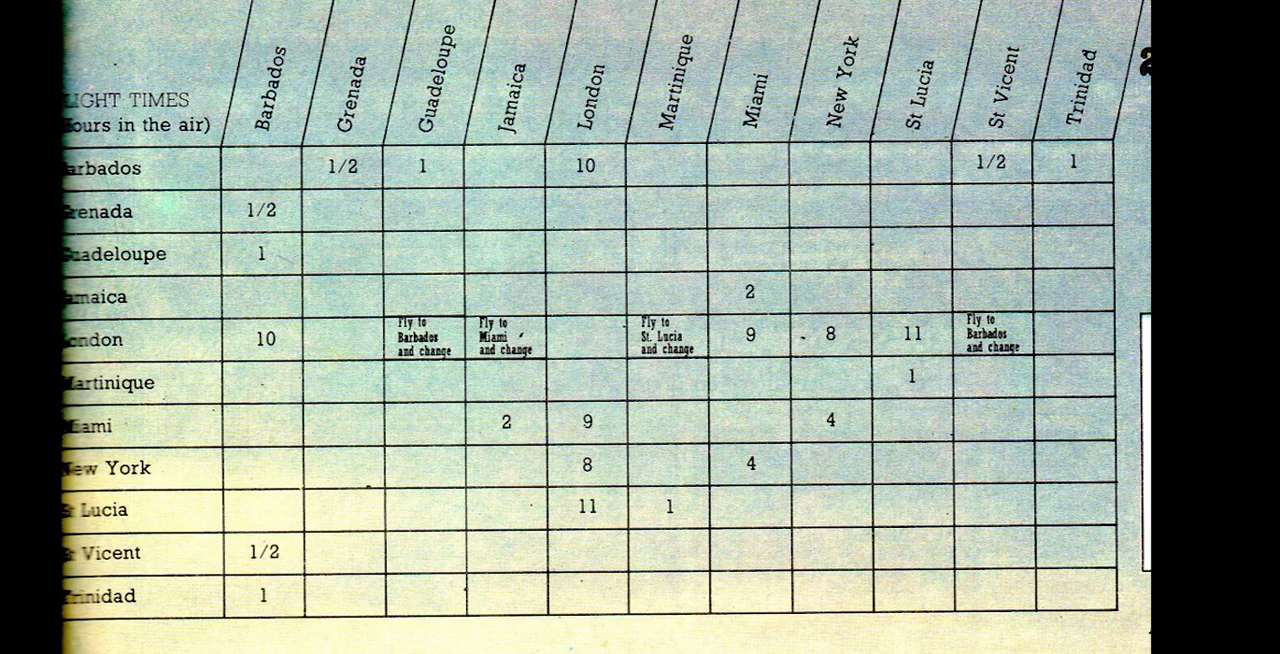 Barbados Grenada Guadeloupe Jamaica London Martinique Miami New York St Lucia St Vicent Trinidad
LIGHT TIMES
ours in the air)
arbados 1/2 1 10 1/2 1
renada 1/2
uadeloupe 1
amaica 2
ondon 10 Fly to Barbados and change Fly to Miami and change Fly to St. Lucia and change 9 8 11 Fly to Barbados and change
artinique 1
iami 2 9 4
ew York 8 4
t Lucia 11 1
t Vicent 1/2
rinidad 1